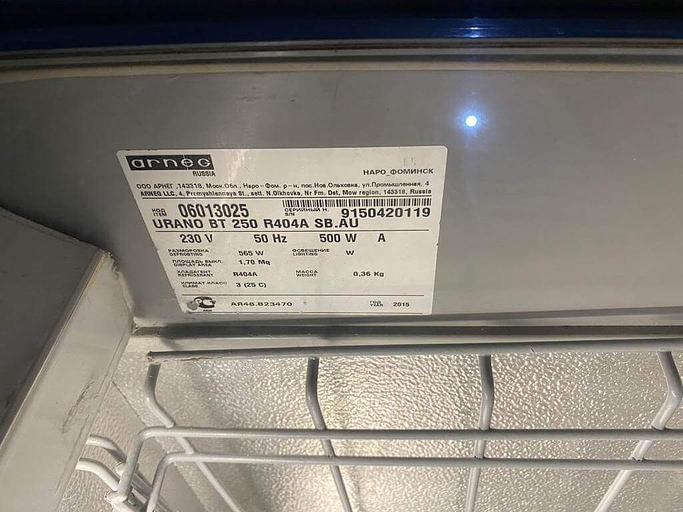 arneg
RUSSIA
НАРО_ФОМИНСК
ООО АРНЕГ ,143318, Моск.Обл., Наро-Фом. р-н, пос.Нов.Ольховка, ул.Промышленная, 4
ARNEG LLC, 4, Promyshlennaya St., sett. N.Olkhovka, Nr Fm. Det, Mow region, 143318, Russia
КОД 06013025 СЕРИЙНЫЙ Н. 9150420119
ITEM S/N
URANO BT 250 R404A SB.AU
230 V 50 Hz 500 W A
РАЗМОРОЗКА 565 W ОСВЕЩЕНИЕ W
DEFROSTING LIGHTING
ПЛОЩАДЬ ВЫКЛ. 1,70 Mq
DISPLAY AREA
ХЛАДАГЕНТ R404A МАССА 0,36 Kg
REFRIGERANT WEIGHT
КЛИМАТ.КЛАСС 3 (25 C)
CLASS
АЯ46.В23470 ГОД 2015
YEAR